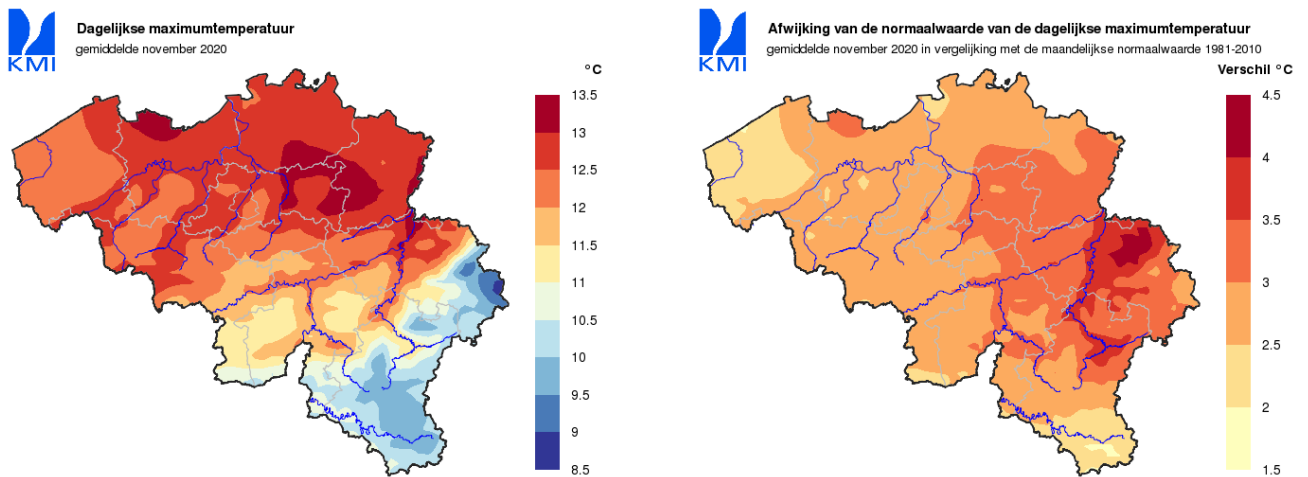 KMI
Dagelijkse maximumtemperatuur
gemiddelde november 2020
°C
13.5
13
12.5
12
11.5
11
10.5
10
9.5
9
8.5
KMI
Afwijking van de normaalwaarde van de dagelijkse maximumtemperatuur
gemiddelde november 2020 in vergelijking met de maandelijkse normaalwaarde 1981-2010
Verschil °C
4.5
4
3.5
3
2.5
2
1.5